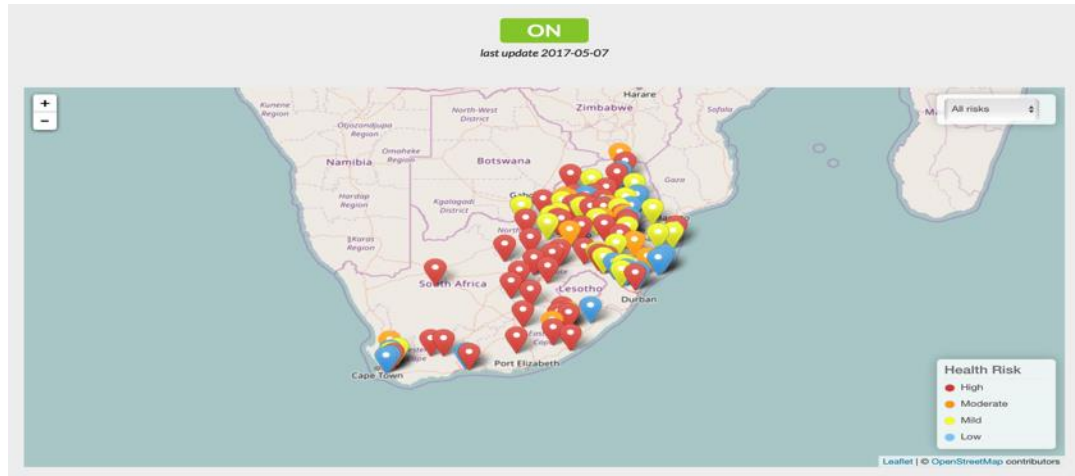 ON
last update 2017-05-07
+
−
All risks
Harare
Zimbabwe
Sofala
Kunene
Region
North-West
District
Otjozondjupa
Region
Omaheke
Region
Namibia
Botswana
Gaza
Hardap
Region
Kgalagadi
District
ǁKaras
Region
South Africa
Lesotho
Durban
Port Elizabeth
Cape Town
Health Risk
High
Moderate
Mild
Low
Leaflet | © OpenStreetMap contributors